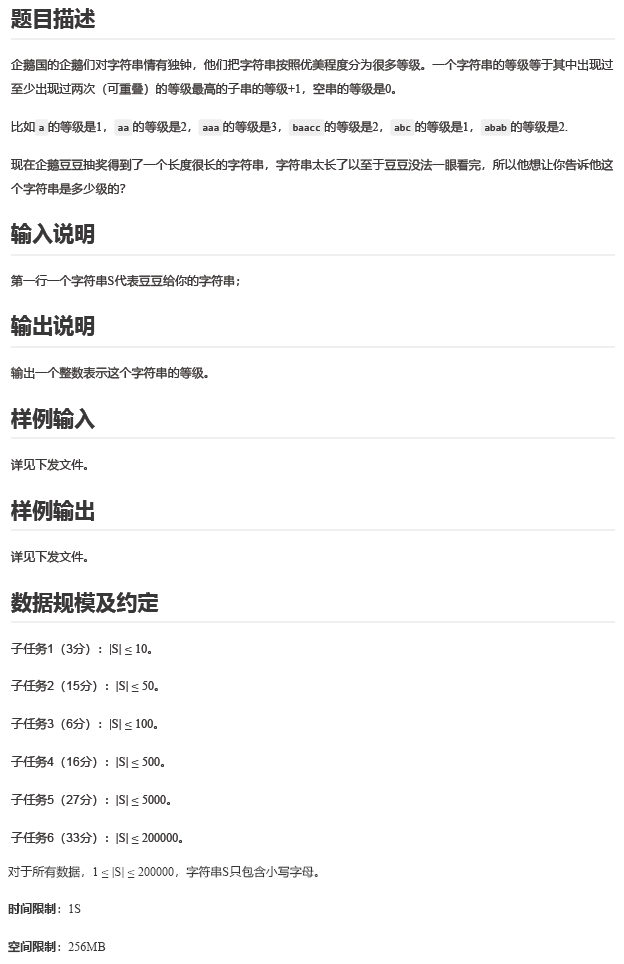 题目描述
企鹅国的企鹅们对字符串情有独钟，他们把字符串按照优美程度分为很多等级。一个字符串的等级等于其中出现过
至少出现过两次（可重叠）的等级最高的子串的等级+1，空串的等级是0。
比如 a 的等级是1， aa 的等级是2， aaa 的等级是3， baacc 的等级是2， abc 的等级是1， abab 的等级是2.
现在企鹅豆豆抽奖得到了一个长度很长的字符串，字符串太长了以至于豆豆没法一眼看完，所以他想让你告诉他这
个字符串是多少级的？
输入说明
第一行一个字符串S代表豆豆给你的字符串；
输出说明
输出一个整数表示这个字符串的等级。
样例输入
详见下发文件。
样例输出
详见下发文件。
数据规模及约定
子任务1（3分）：|S| ≤ 10。
子任务2（15分）：|S| ≤ 50。
子任务3（6分）：|S| ≤ 100。
子任务4（16分）：|S| ≤ 500。
子任务5（27分）：|S| ≤ 5000。
子任务6（33分）：|S| ≤ 200000。
对于所有数据，1 ≤ |S| ≤ 200000，字符串S只包含小写字母。
时间限制：1S
空间限制：256MB